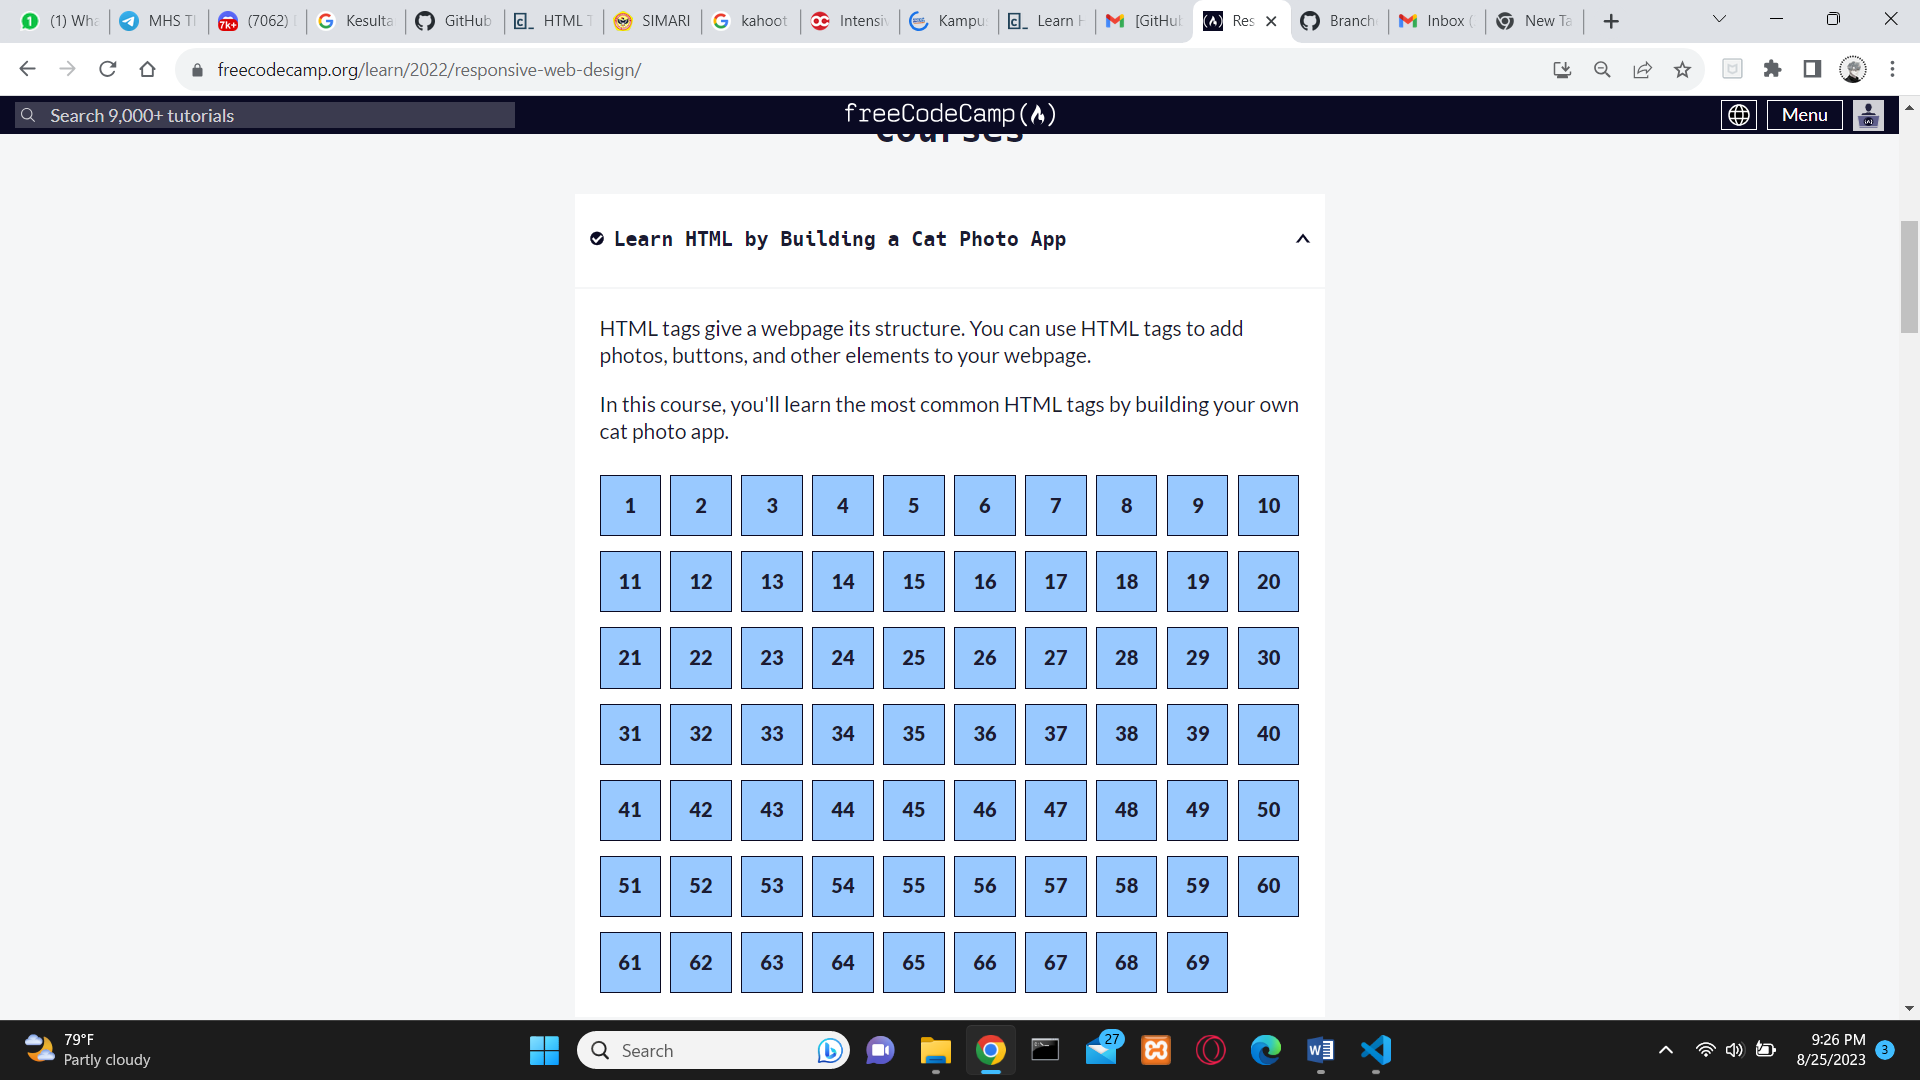 (1) Wha
MHS TI
(7062)
Kesulta
GitHub
HTML T
SIMARI
kahoot
Intensiv
Kampu
Learn H
[GitHub
Res
Branch
Inbox (
New Ta
freecodecamp.org/learn/2022/responsive-web-design/
Search 9,000+ tutorials
freeCodeCamp
Menu
courses
Learn HTML by Building a Cat Photo App
HTML tags give a webpage its structure. You can use HTML tags to add
photos, buttons, and other elements to your webpage.
In this course, you'll learn the most common HTML tags by building your own
cat photo app.
1 2 3 4 5 6 7 8 9 10
11 12 13 14 15 16 17 18 19 20
21 22 23 24 25 26 27 28 29 30
31 32 33 34 35 36 37 38 39 40
41 42 43 44 45 46 47 48 49 50
51 52 53 54 55 56 57 58 59 60
61 62 63 64 65 66 67 68 69
79°F
Partly cloudy
Search
27
9:26 PM
8/25/2023
3